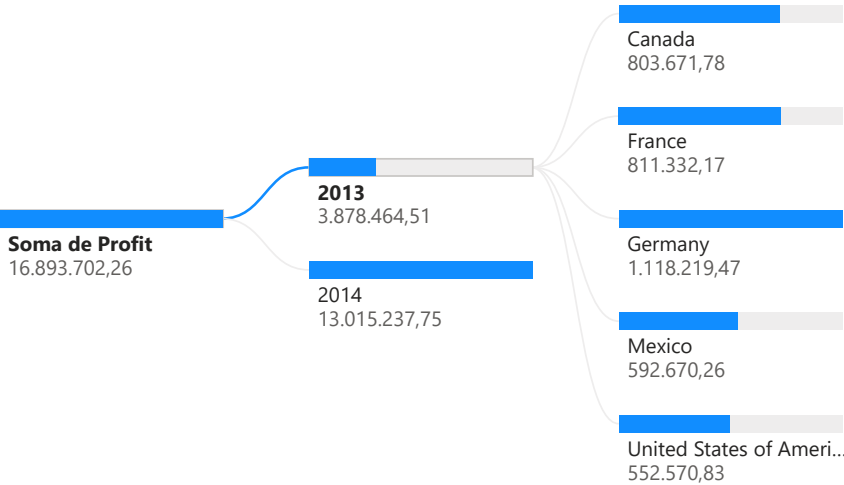 Soma de Profit
16.893.702,26
2013
3.878.464,51
2014
13.015.237,75
Canada
803.671,78
France
811.332,17
Germany
1.118.219,47
Mexico
592.670,26
United States of Ameri...
552.570,83